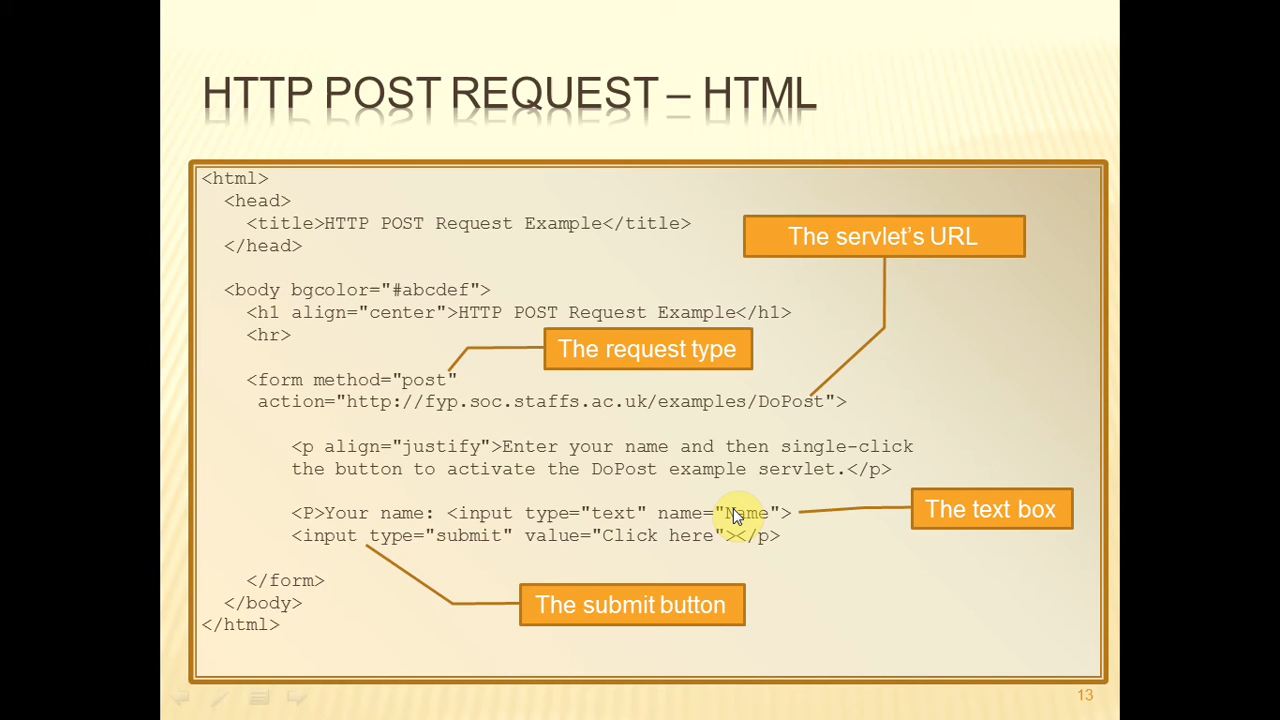 HTTP POST REQUEST – HTML
<html>
<head>
<title>HTTP POST Request Example</title>
</head>
The servlet's URL
<body bgcolor="#abcdef">
<h1 align="center">HTTP POST Request Example</h1>
<hr>
The request type
<form method="post"
action="http://fyp.soc.staffs.ac.uk/examples/DoPost">
<p align="justify">Enter your name and then single-click
the button to activate the DoPost example servlet.</p>
<P>Your name: <input type="text" name="Name">
The text box
<input type="submit" value="Click here"></p>
</form>
The submit button
</body>
</html>
13